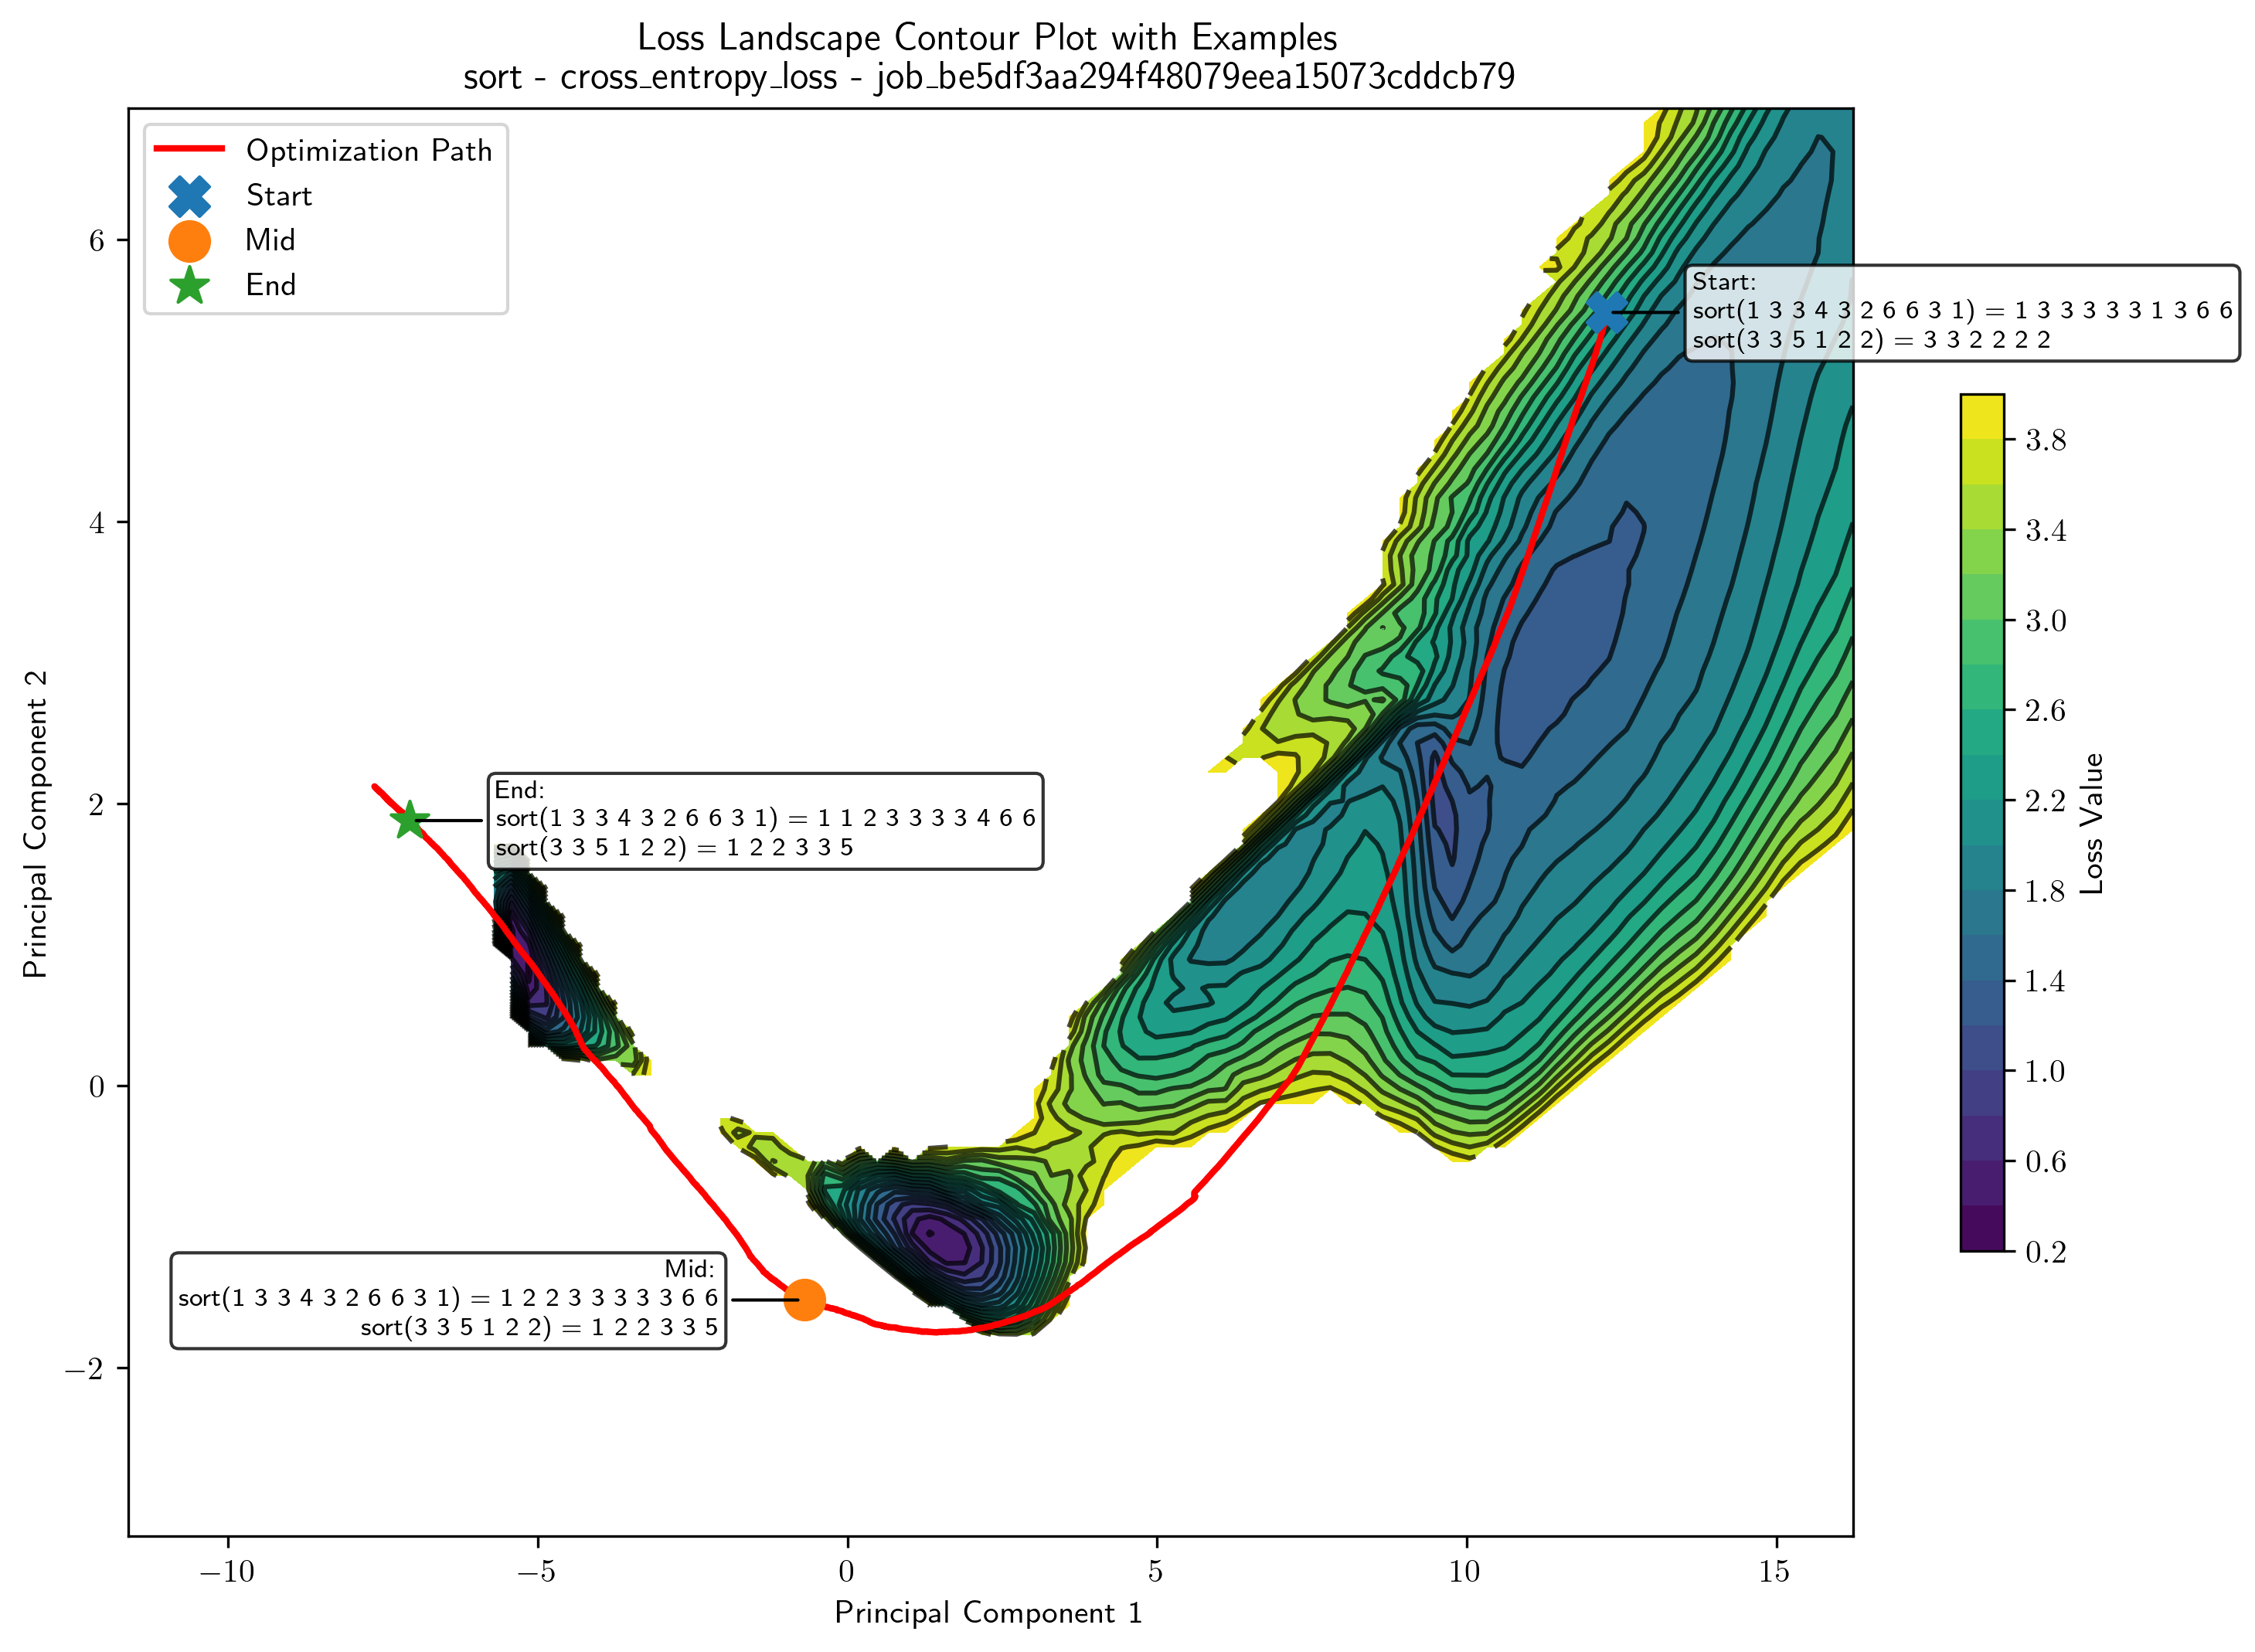 Loss Landscape Contour Plot with Examples
sort - cross_entropy_loss - job_be5df3aa294f48079eea15073cddcb79
Optimization Path
Start
Mid
End
Start:
sort(1 3 3 4 3 2 6 6 3 1) = 1 3 3 3 3 3 1 3 6 6
sort(3 3 5 1 2 2) = 3 3 2 2 2 2
End:
sort(1 3 3 4 3 2 6 6 3 1) = 1 1 2 3 3 3 3 4 6 6
sort(3 3 5 1 2 2) = 1 2 2 3 3 5
Mid:
sort(1 3 3 4 3 2 6 6 3 1) = 1 2 2 3 3 3 3 3 6 6
sort(3 3 5 1 2 2) = 1 2 2 3 3 5
6
4
2
0
−2
Principal Component 2
−10
−5
0
5
10
15
Principal Component 1
3.8
3.4
3.0
2.6
2.2
1.8
1.4
1.0
0.6
0.2
Loss Value